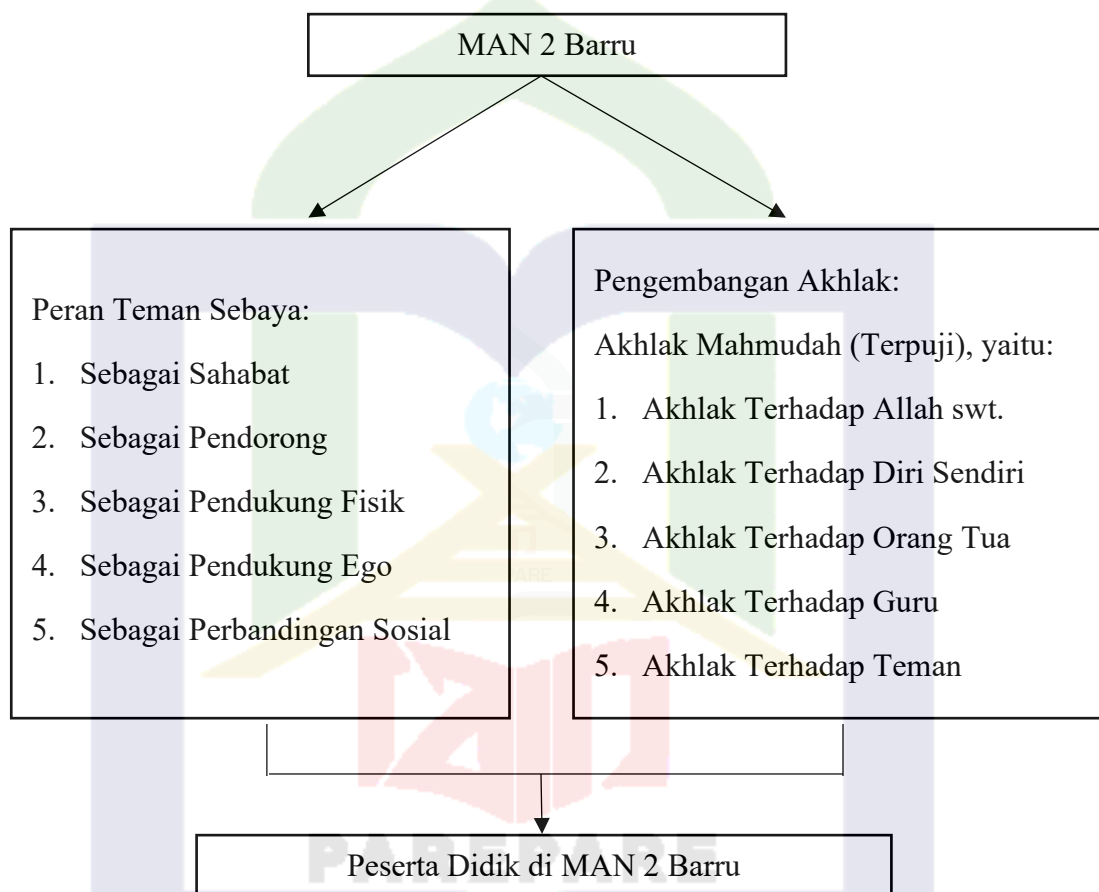 MAN 2 Barru
Peran Teman Sebaya:
1. Sebagai Sahabat
2. Sebagai Pendorong
3. Sebagai Pendukung Fisik
4. Sebagai Pendukung Ego
5. Sebagai Perbandingan Sosial
Pengembangan Akhlak:
Akhlak Mahmudah (Terpuji), yaitu:
1. Akhlak Terhadap Allah swt.
2. Akhlak Terhadap Diri Sendiri
3. Akhlak Terhadap Orang Tua
4. Akhlak Terhadap Guru
5. Akhlak Terhadap Teman
Peserta Didik di MAN 2 Barru
PAREPARE